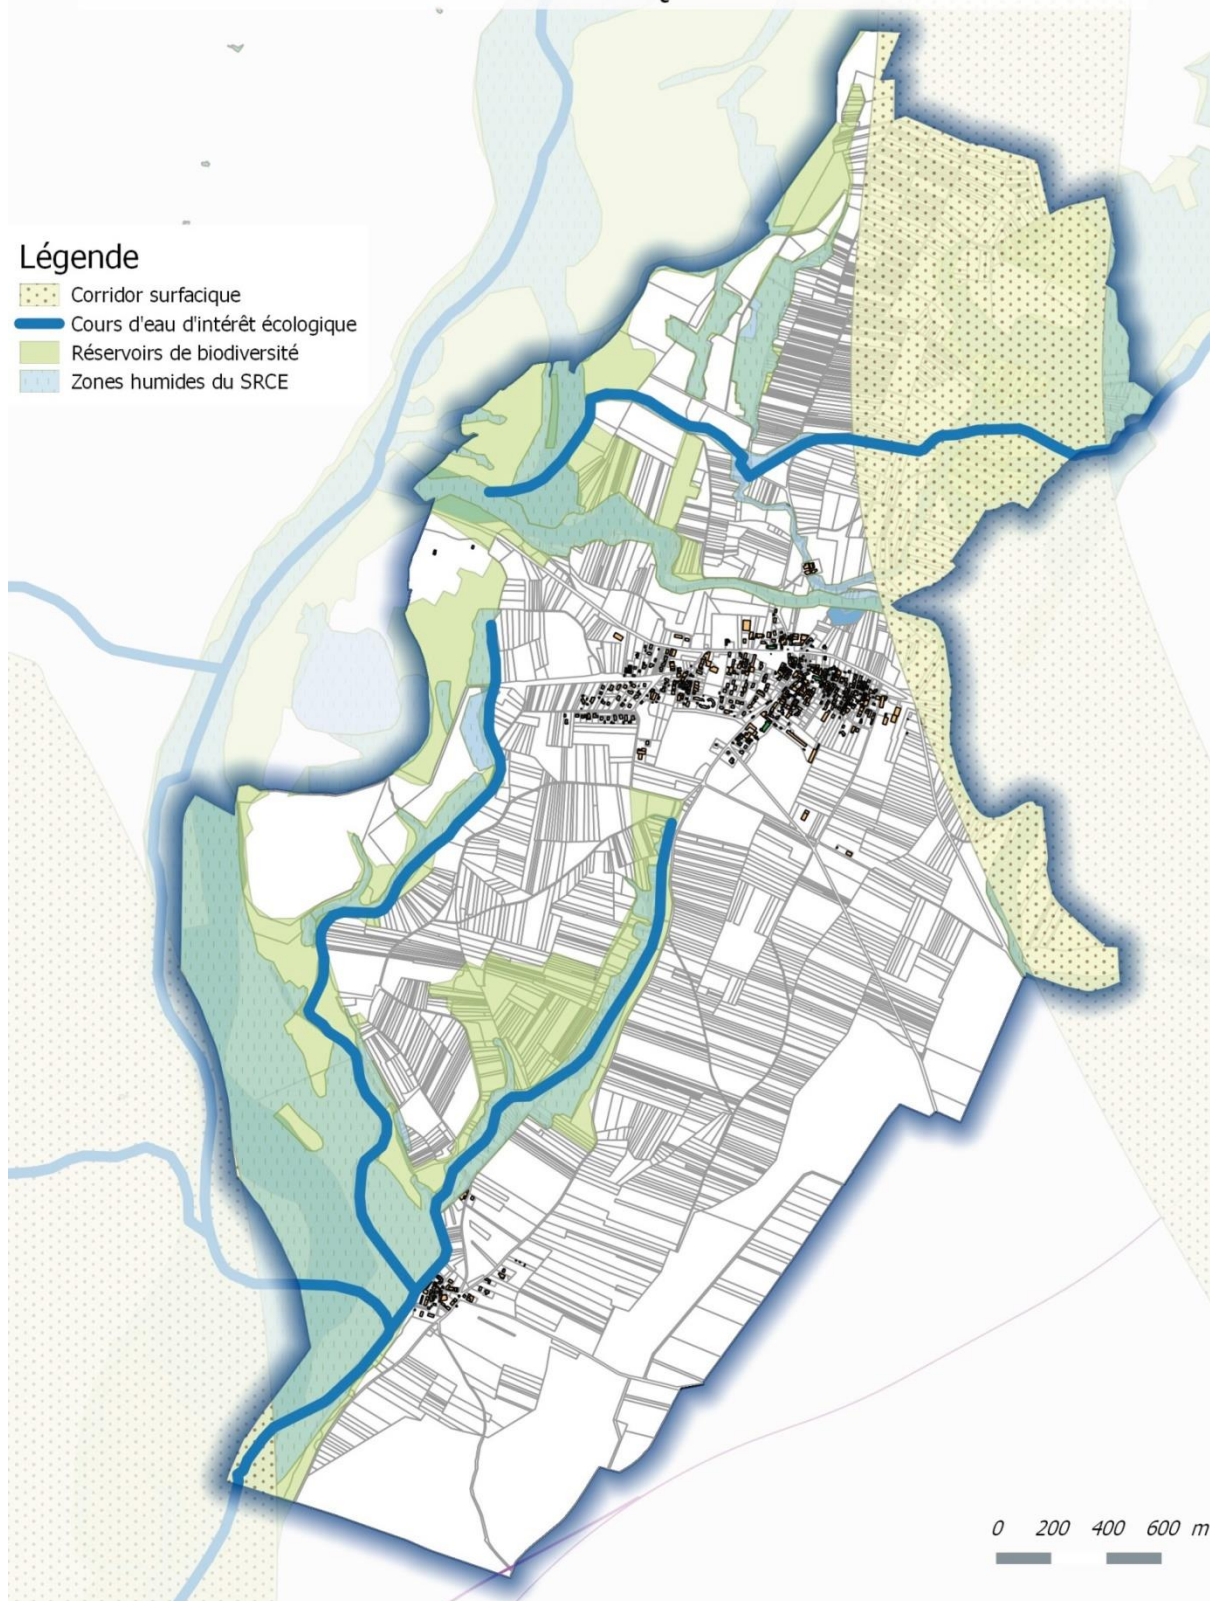 Légende
Corridor surfacique
Cours d'eau d'intérêt écologique
Réservoirs de biodiversité
Zones humides du SRCE
0 200 400 600 m